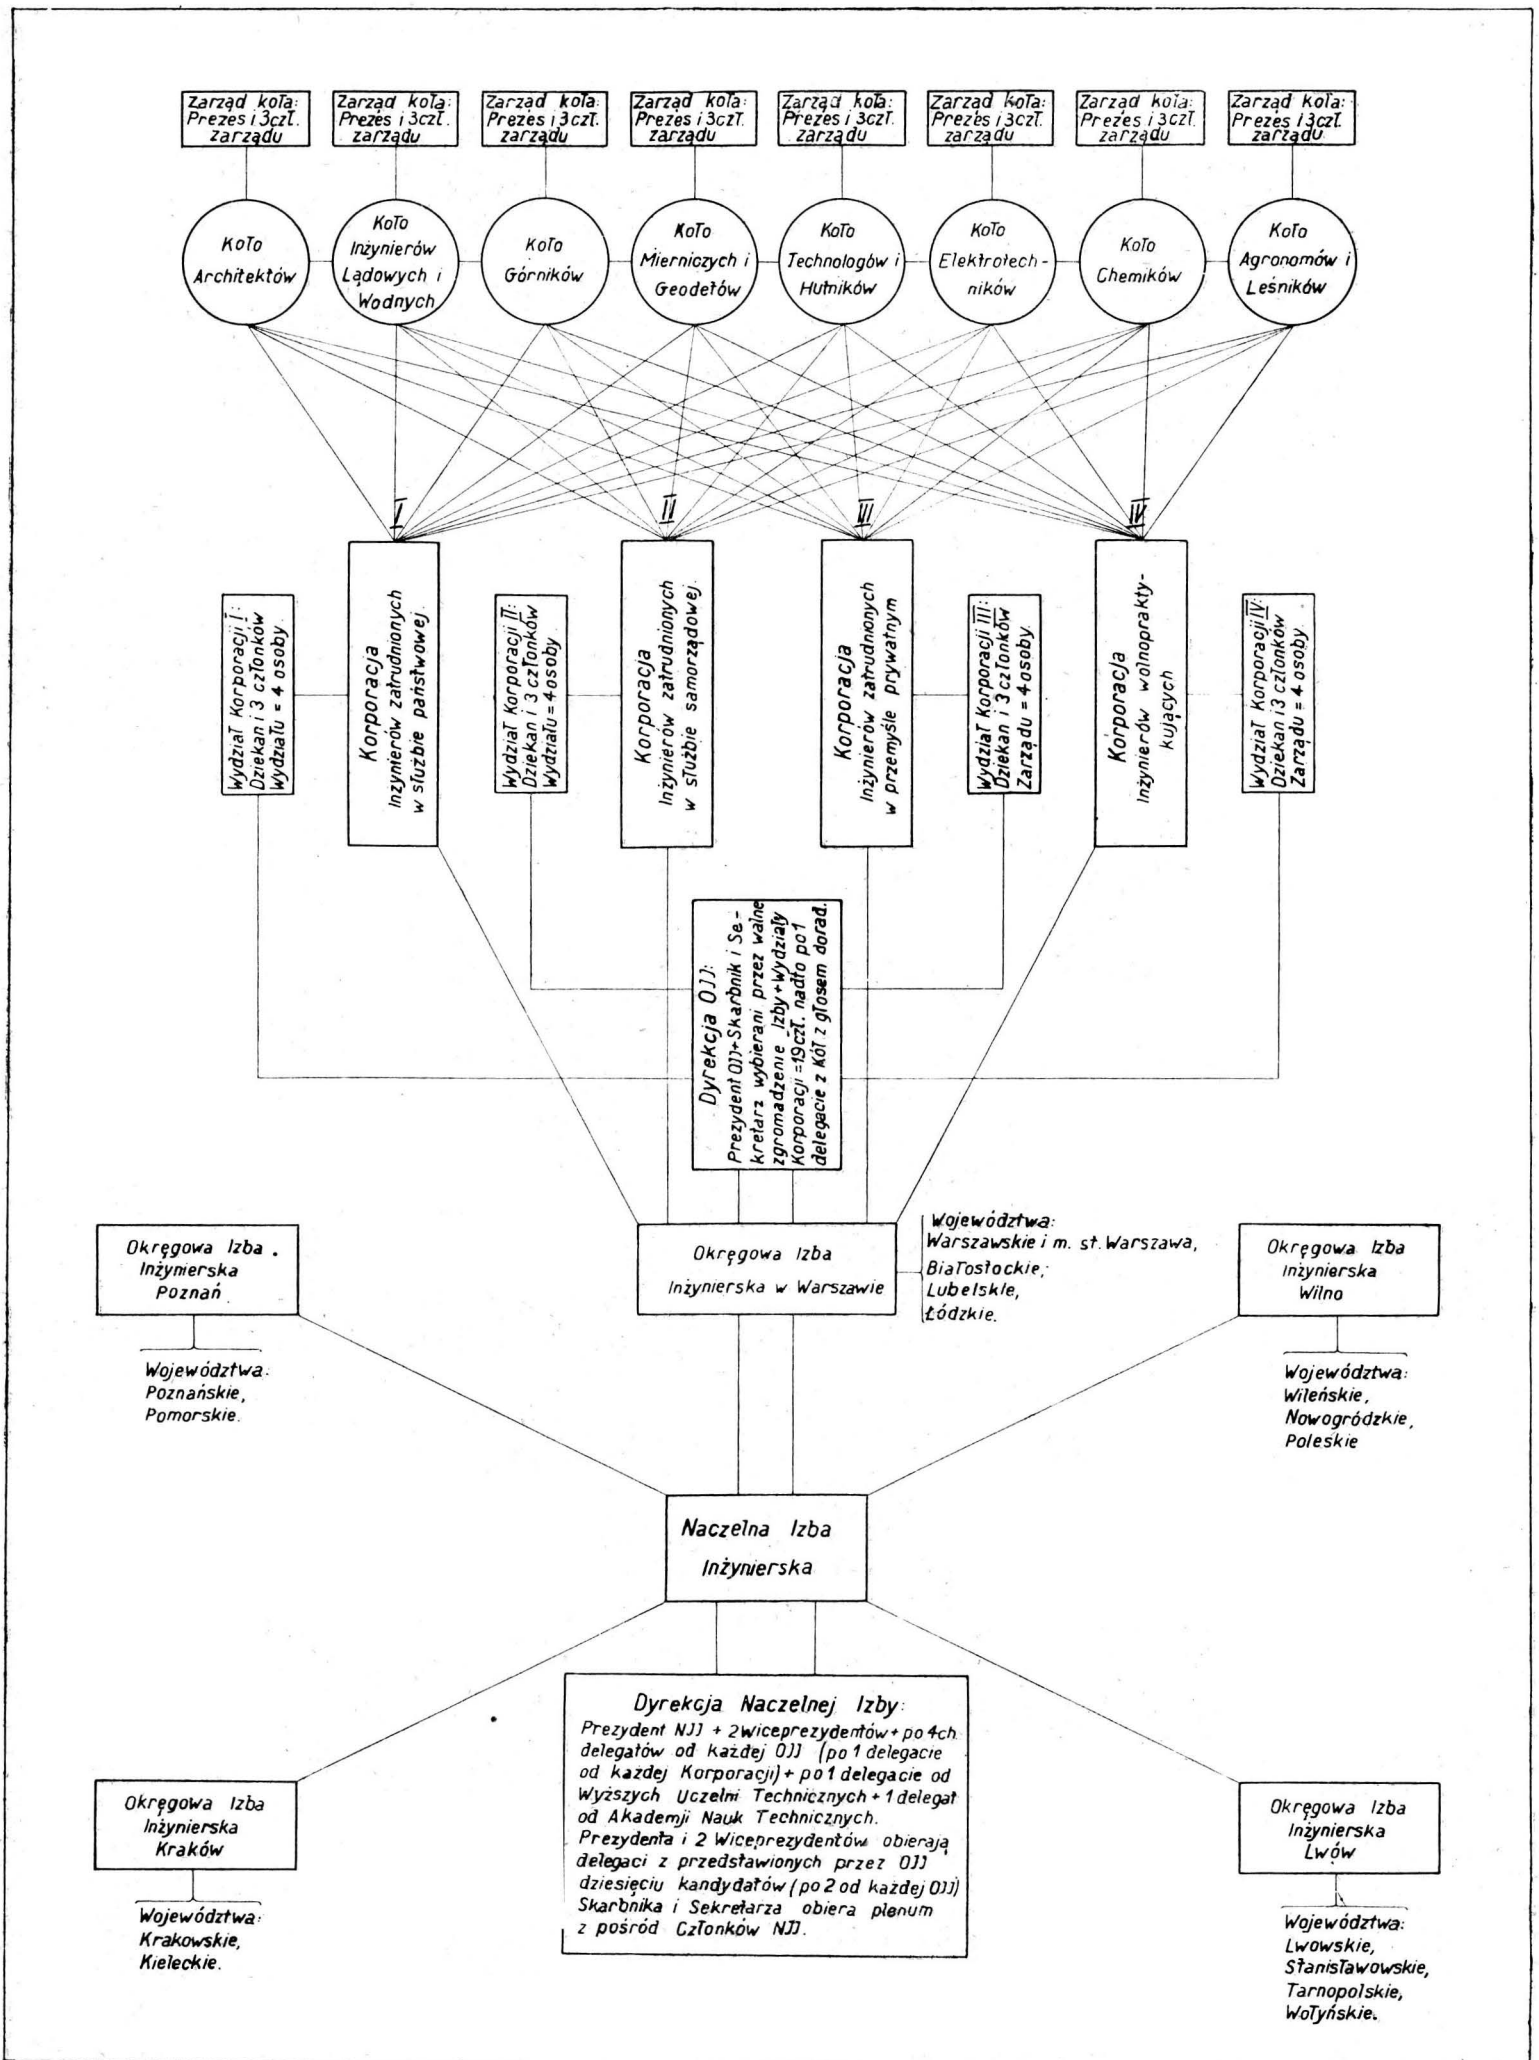 Zarząd koła:
Prezes i 3 czł.
zarządu
Zarząd koła:
Prezes i 3 czł.
zarządu
Zarząd koła:
Prezes i 3 czł.
zarządu
Zarząd koła:
Prezes i 3 czł.
zarządu
Zarząd koła:
Prezes i 3 czł.
zarządu
Zarząd koła:
Prezes i 3 czł.
zarządu
Zarząd koła:
Prezes i 3 czł.
zarządu
Zarząd koła:
Prezes i 3 czł.
zarządu
Koło
Architektów
Koło
Inżynierów
Lądowych i
Wodnych
Koło
Górników
Koło
Mierniczych i
Geodetów
Koło
Technologów i
Hutników
Koło
Elektrotech-
ników
Koło
Chemików
Koło
Agronomów i
Leśników
I
II
III
IV
Wydział Korporacji I:
Dziekan i 3 członków
Wydziału = 4 osoby.
Korporacja
Inżynierów zatrudnionych
w służbie państwowej.
Wydział Korporacji II:
Dziekan i 3 członków
Wydziału = 4 osoby
Korporacja
Inżynierów zatrudnionych
w służbie samorządowej.
Korporacja
Inżynierów zatrudnionych
w przemyśle prywatnym
Wydział Korporacji III:
Dziekan i 3 członków
Zarządu = 4 osoby.
Korporacja
Inżynierów wolnoprakty-
kujących
Wydział Korporacji IV:
Dziekan i 3 członków
Zarządu = 4 osoby
Dyrekcja OJJ:
Prezydent OJJ + Skarbnik i Se-
kretarz wybierani przez walne
zgromadzenie Izby + Wydziały
Korporacji = 19 czł. nadto po 1
delegacie z Kół z głosem dorad.
Okręgowa Izba
Inżynierska
Poznań
Województwa:
Poznańskie,
Pomorskie.
Okręgowa Izba
Inżynierska w Warszawie
Województwa:
Warszawskie i m. st. Warszawa,
Białostockie,
Lubelskie,
Łódzkie.
Okręgowa Izba
Inżynierska
Wilno
Województwa:
Wileńskie,
Nowogródzkie,
Poleskie
Naczelna Izba
Inżynierska
Dyrekcja Naczelnej Izby:
Prezydent NJJ + 2 wiceprezydentów + po 4ch
delegatów od każdej OJJ (po 1 delegacie
od każdej Korporacji) + po 1 delegacie od
Wyższych Uczelni Technicznych + 1 delegat
od Akademji Nauk Technicznych.
Prezydenta i 2 Wiceprezydentów obierają
delegaci z przedstawionych przez OJJ
dziesięciu kandydatów (po 2 od każdej OJJ)
Skarbnika i Sekretarza obiera plenum
z pośród Członków NJJ.
Okręgowa Izba
Inżynierska
Kraków
Województwa:
Krakowskie,
Kieleckie.
Okręgowa Izba
Inżynierska
Lwów
Województwa:
Lwowskie,
Stanisławowskie,
Tarnopolskie,
Wołyńskie.